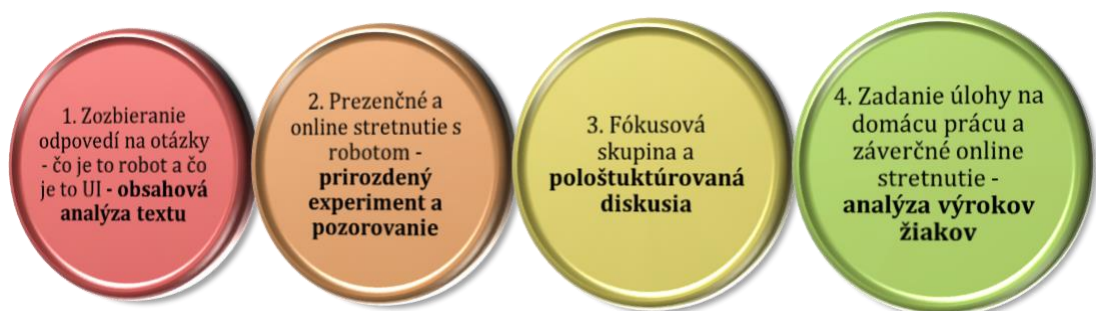 1. Zozbieranie
odpovedí na otázky
- čo je to robot a čo
je to UI - obsahová
analýza textu
2. Prezenčné a
online stretnutie s
robotom -
prirozdený
experiment a
pozorovanie
3. Fókusová
skupina a
pološtuktúrovaná
diskusia
4. Zadanie úlohy na
domácu prácu a
záverčné online
stretnutie -
analýza výrokov
žiakov